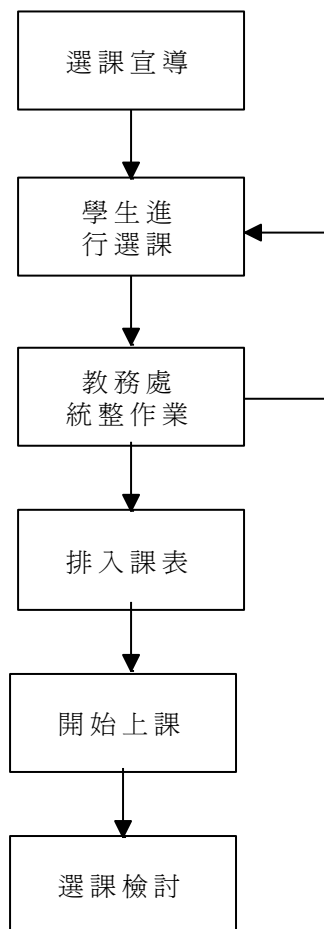 選課宣導
學生進
行選課
教務處
統整作業
排入課表
開始上課
選課檢討